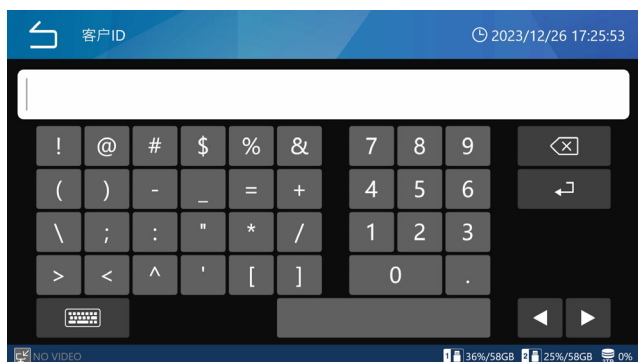 客户ID 2023/12/26 17:25:53
! @ # $ % & 7 8 9
( ) - _ = + 4 5 6
\ ; : " * / 1 2 3
> < ^ ' [ ] 0 .
NO VIDEO 1 36%/58GB 2 25%/58GB 1TB 0%